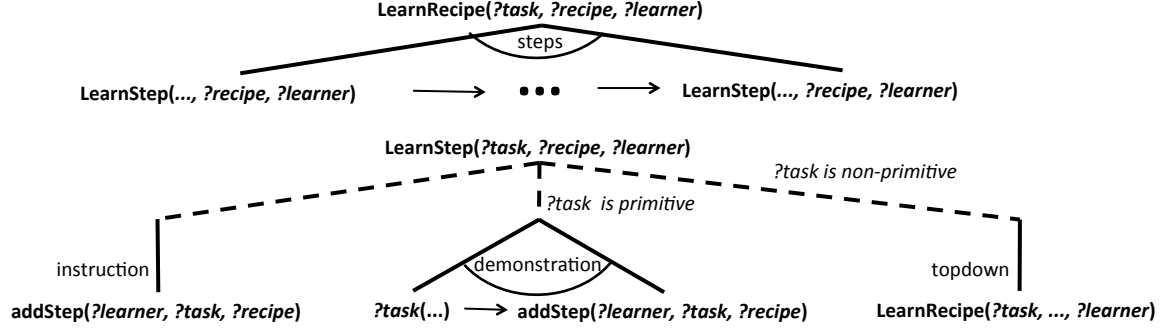 LearnRecipe(?task, ?recipe, ?learner)
steps
LearnStep(..., ?recipe, ?learner) ... LearnStep(..., ?recipe, ?learner)
LearnStep(?task, ?recipe, ?learner)
?task is non-primitive
?task is primitive
instruction demonstration topdown
addStep(?learner, ?task, ?recipe) ?task(...) addStep(?learner, ?task, ?recipe) LearnRecipe(?task, ..., ?learner)